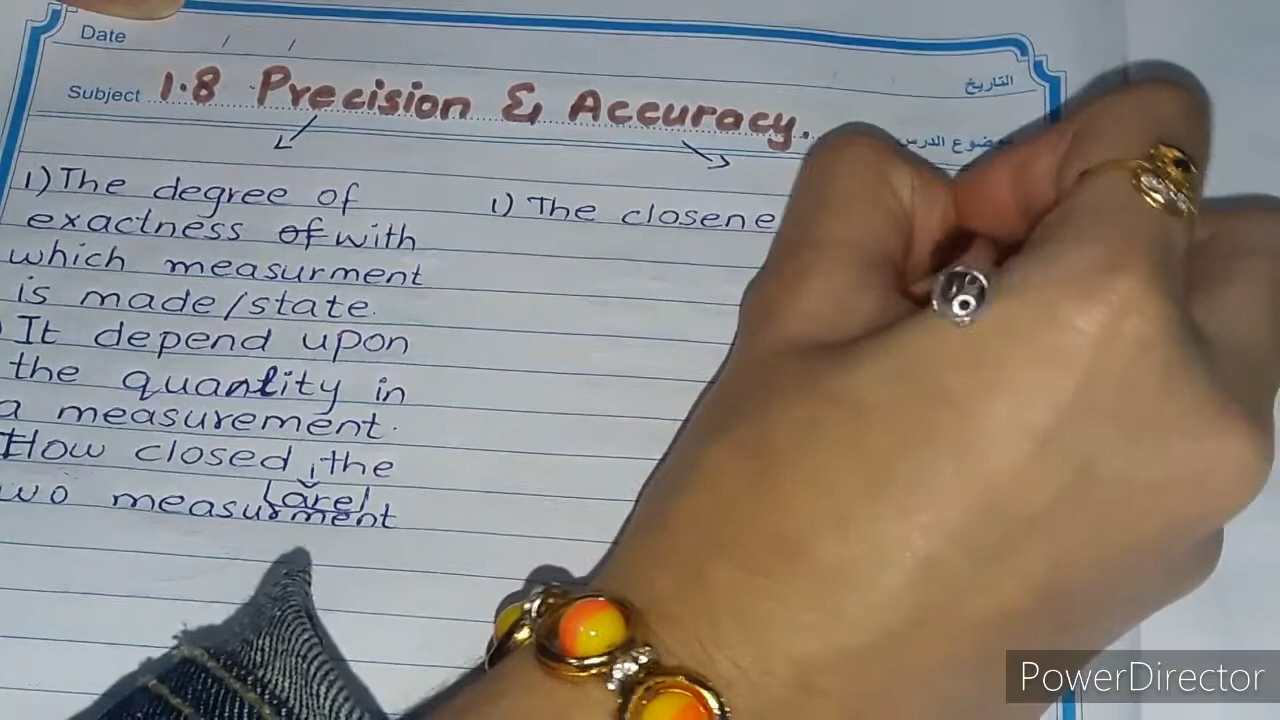 Date / /
التاريخ
Subject 1.8 Precision & Accuracy.
موضوع الدرس
1) The degree of
exactness of with
which measurment
is made/state.
It depend upon
the quantity in
a measurement.
How closed, the
are
wo measurment
1) The closene
PowerDirector